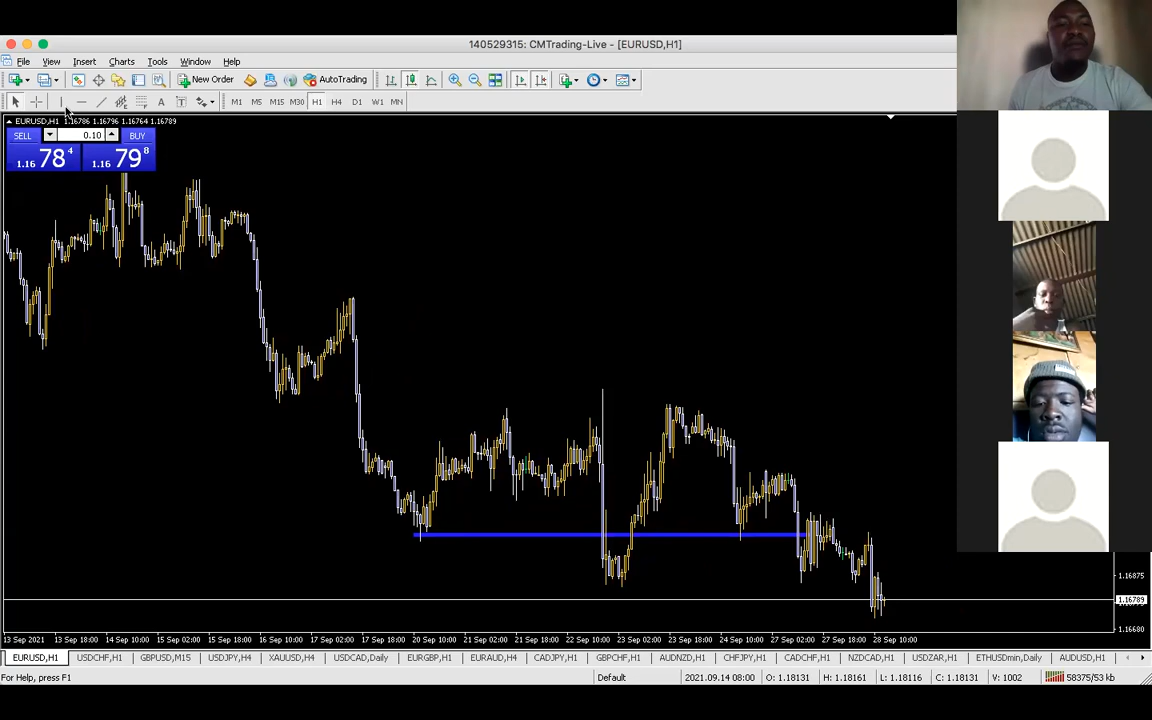 140529315: CMTrading-Live - [EURUSD,H1]
File View Insert Charts Tools Window Help
New Order AutoTrading
A T M1 M5 M15 M30 H1 H4 D1 W1 MN
EURUSD,H1 1.16786 1.16796 1.16764 1.16789
SELL 0.10 BUY
1.16 78 4 1.16 79 8
1.16875
1.16789
1.16680
13 Sep 2021 13 Sep 18:00 14 Sep 10:00 15 Sep 02:00 15 Sep 18:00 16 Sep 10:00 17 Sep 02:00 17 Sep 18:00 20 Sep 10:00 21 Sep 02:00 21 Sep 18:00 22 Sep 10:00 23 Sep 02:00 23 Sep 18:00 24 Sep 10:00 27 Sep 02:00 27 Sep 18:00 28 Sep 10:00
EURUSD,H1 USDCHF,H1 GBPUSD,M15 USDJPY,H4 XAUUSD,H4 USDCAD,Daily EURGBP,H1 EURAUD,H4 CADJPY,H1 GBPCHF,H1 AUDNZD,H1 CHFJPY,H1 CADCHF,H1 NZDCAD,H1 USDZAR,H1 ETHUSDmin,Daily AUDUSD,H1
For Help, press F1 Default 2021.09.14 08:00 O: 1.18131 H: 1.18161 L: 1.18116 C: 1.18131 V: 1002 58375/53 kb